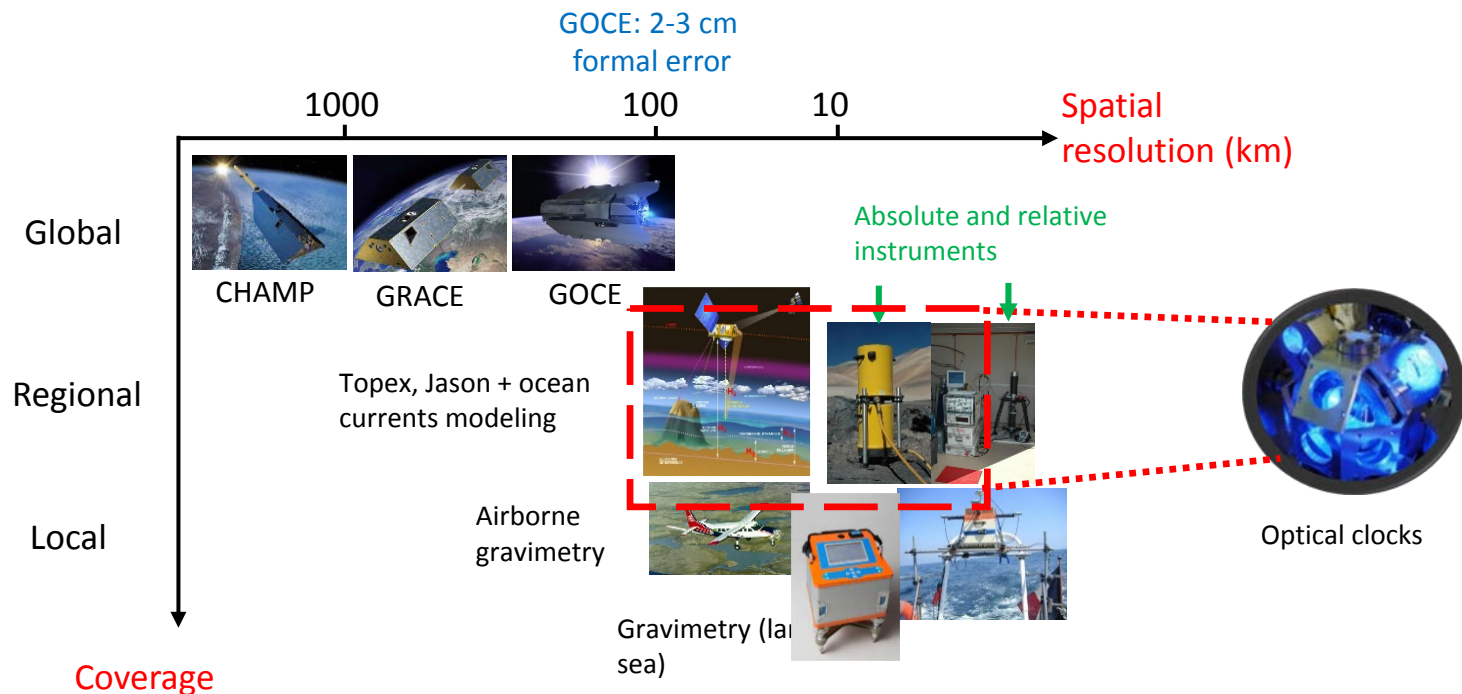 GOCE: 2-3 cm
formal error
1000
100
10
Spatial
resolution (km)
Global
CHAMP
GRACE
GOCE
Absolute and relative
instruments
Regional
Topex, Jason + ocean
currents modeling
Local
Airborne
gravimetry
Optical clocks
Gravimetry
sea)
Coverage